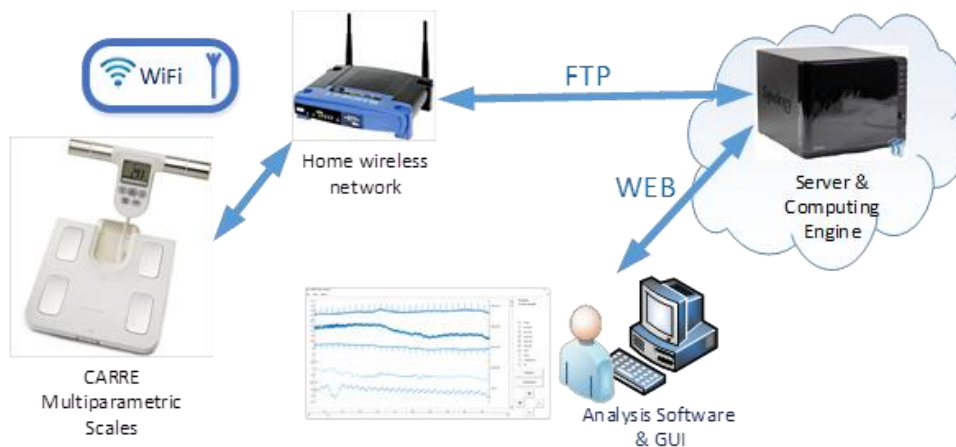 WiFi
FTP
Home wireless
network
WEB
Server &
Computing
Engine
CARRE
Multiparametric
Scales
Analysis Software
& GUI